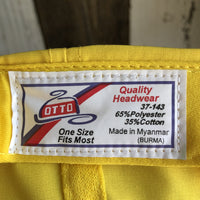 OTTO
One Size
Fits Most
Quality
Headwear
37-143
65%Polyester
35%Cotton
Made in Myanmar
(BURMA)